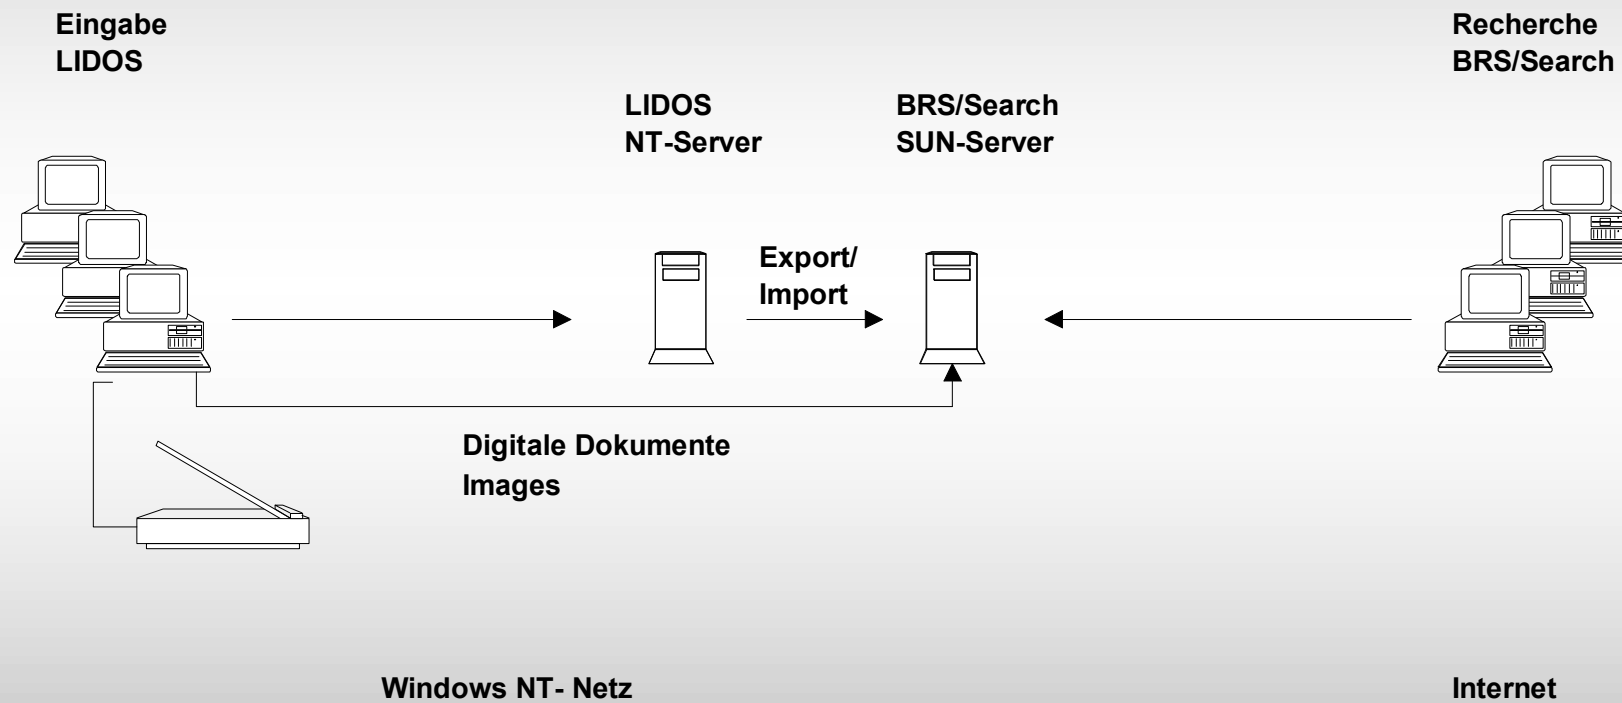 Eingabe
LIDOS
Recherche
BRS/Search
LIDOS
NT-Server
BRS/Search
SUN-Server
Export/
Import
Digitale Dokumente
Images
Windows NT- Netz
Internet